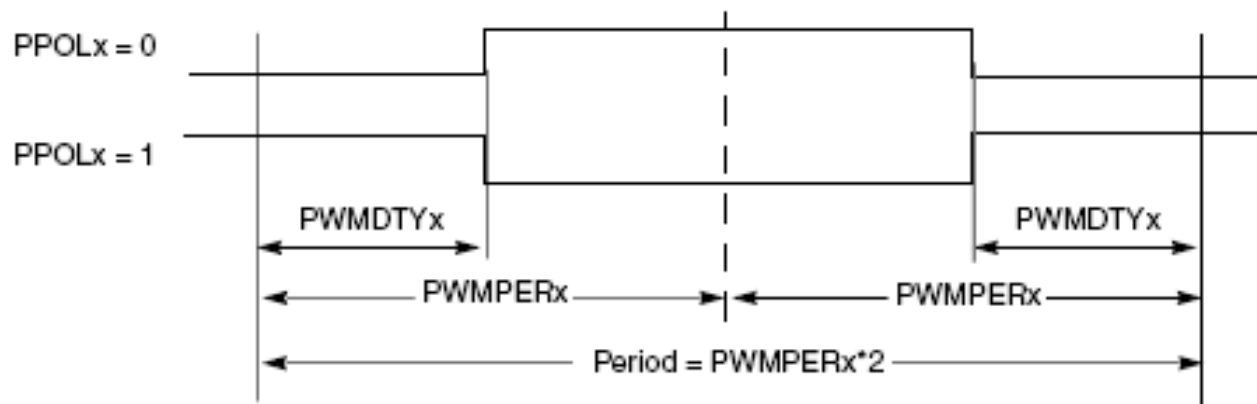 PPOLx = 0
PPOLx = 1
PWMDTYx
PWMDTYx
PWMPERx
PWMPERx
Period = PWMPERx*2